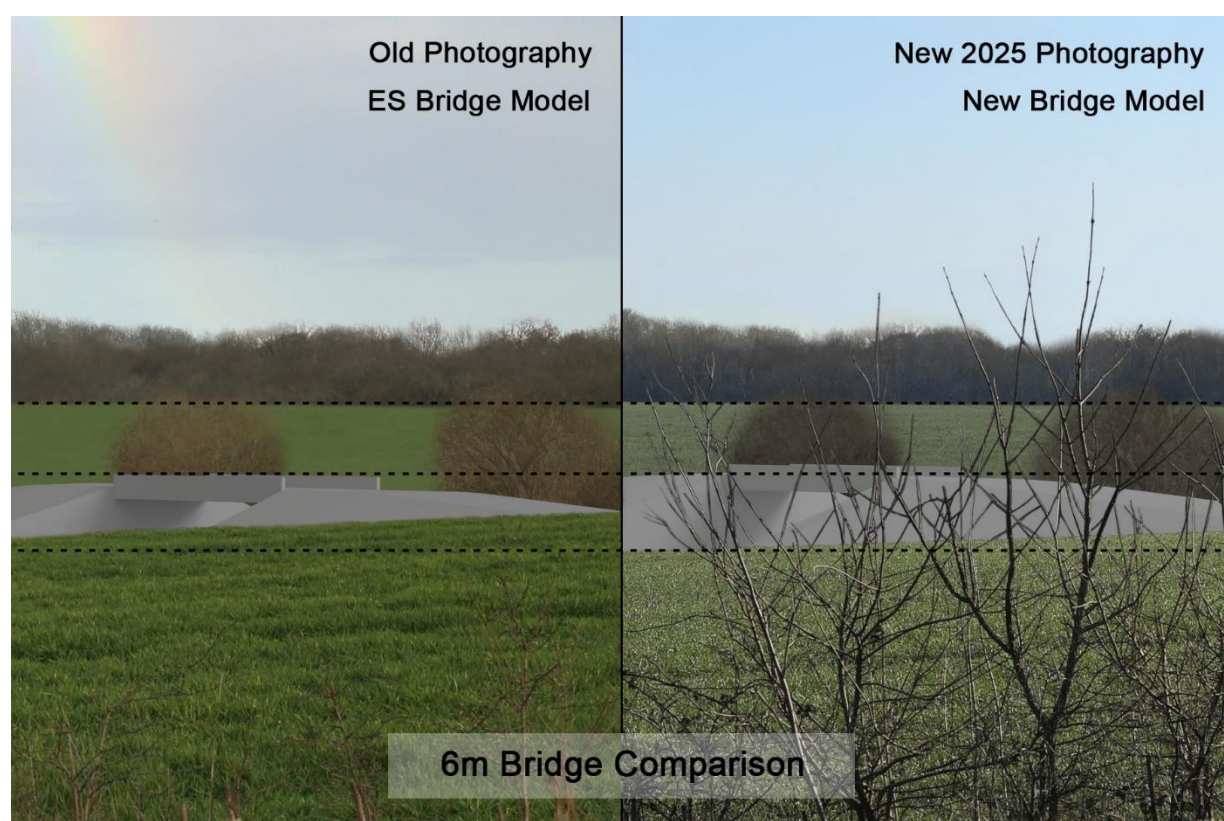 Old Photography
ES Bridge Model
New 2025 Photography
New Bridge Model
6m Bridge Comparison